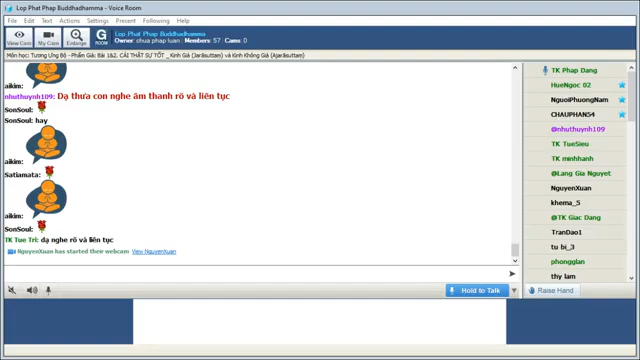 Lop Phat Phap Buddhadhamma - Voice Room
File Edit Text Actions Settings Present Following Help
View Cam My Cam Enlarge G ROOM
Lop Phat Phap Buddhadhamma
Owner: chua phap luan Members: 57 Cams: 0
Môn học: Tương Ưng Bộ - Phẩm Già: Bài 1&2. CÁI THẬT SỰ TỐT _ Kinh Già (Jarāsuttaṃ) và Kinh Không Già (Ajarāsuttaṃ)
aikim:
nhuthuynh109: Dạ thưa con nghe âm thanh rõ và liên tục
SonSoul:
SonSoul: hay
aikim:
Satiamata:
aikim:
SonSoul:
TK Tue Tri: dạ nghe rõ và liên tục
NguyenXuan has started their webcam View NguyenXuan
Hold to Talk
TK Phap Dang
HueNgoc 02
NguoiPhuongNam
CHAUPHAN54
@nhuthuynh109
TK TueSieu
TK minhhanh
@Lang Gia Nguyet
NguyenXuan
khema_5
@TK Giac Dang
TranDao1
tu bi_3
phongglan
thy lam
Raise Hand